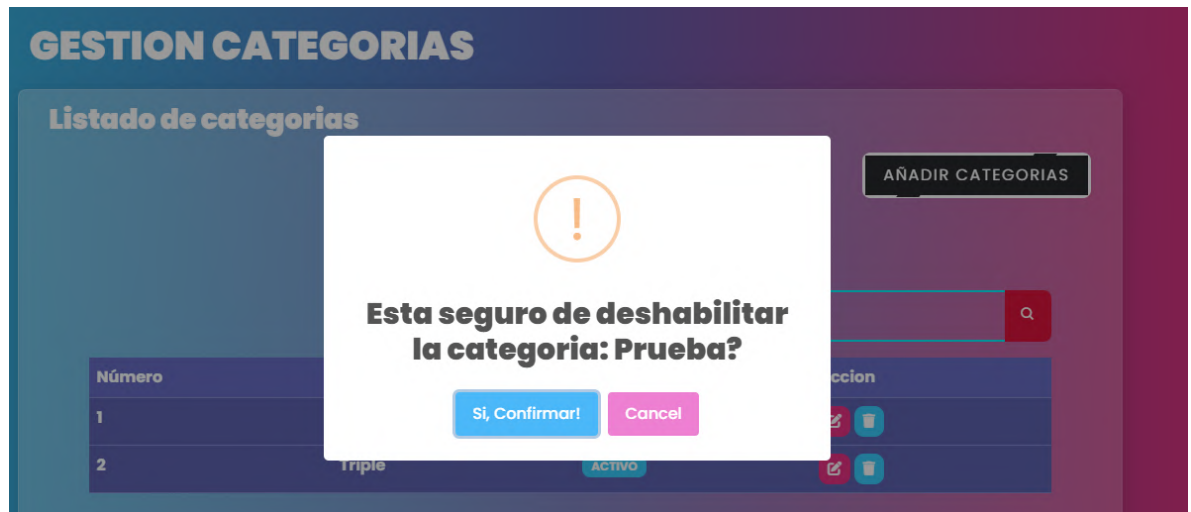 GESTION CATEGORIAS
Listado de categorias
AÑADIR CATEGORIAS
!
Esta seguro de deshabilitar
la categoria: Prueba?
Si, Confirmar!
Cancel
Número ccion
1
2 Triple ACTIVO